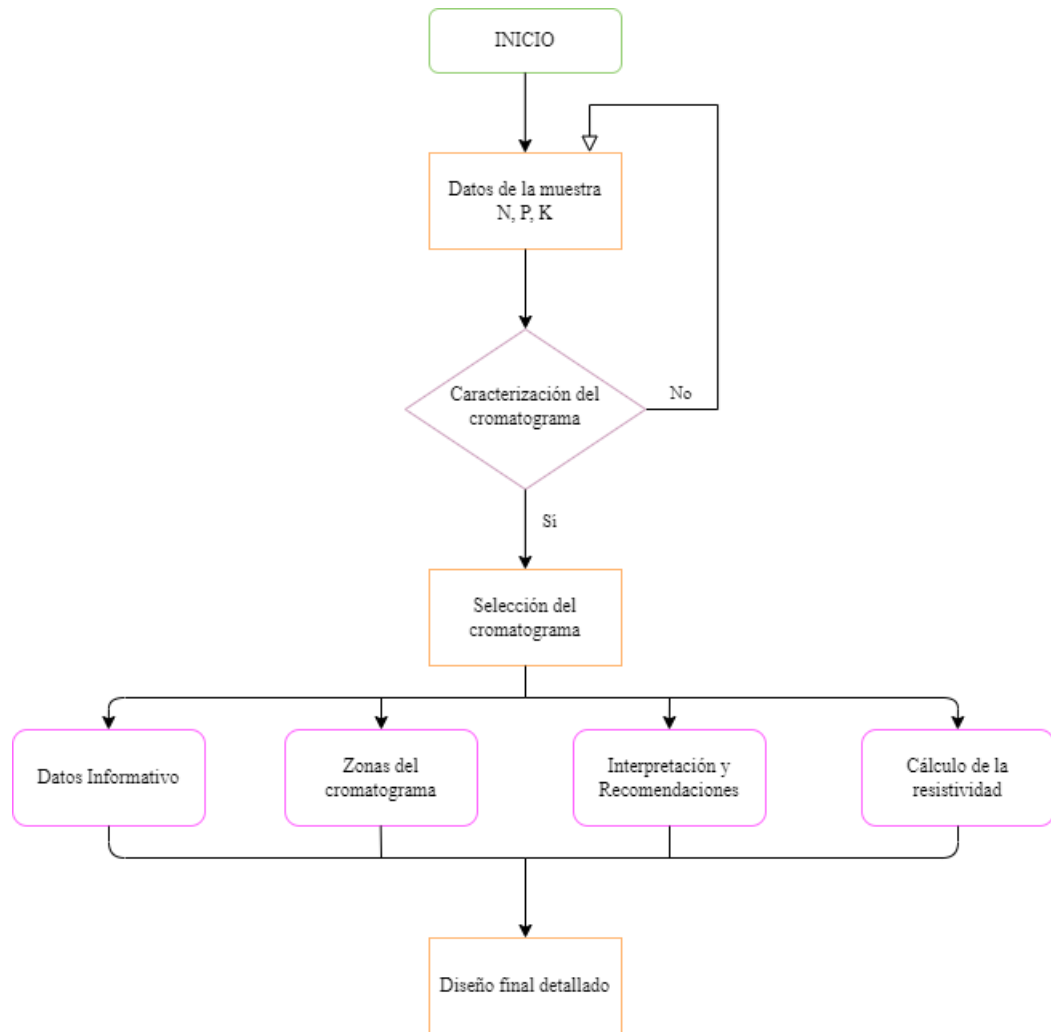 INICIO
Datos de la muestra
N, P, K
Caracterización del
cromatograma
No
Sí
Selección del
cromatograma
Datos Informativo
Zonas del
cromatograma
Interpretación y
Recomendaciones
Cálculo de la
resistividad
Diseño final detallado